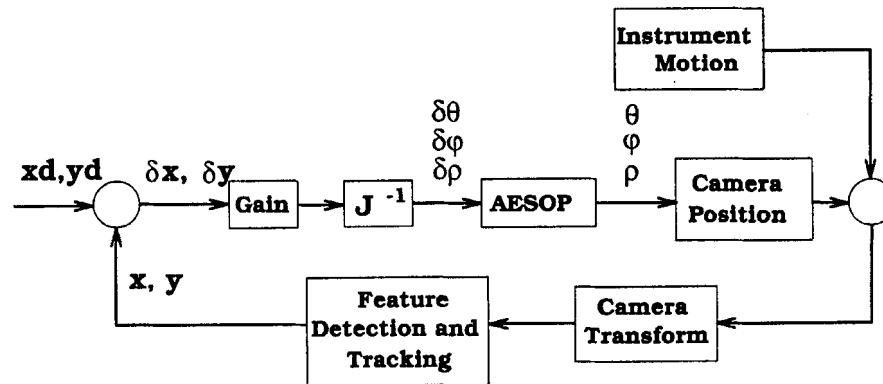 Instrument
Motion
δθ
δφ
δρ
θ
φ
ρ
xd,yd
δx, δy
Gain
J -1
AESOP
Camera
Position
x, y
Feature
Detection and
Tracking
Camera
Transform